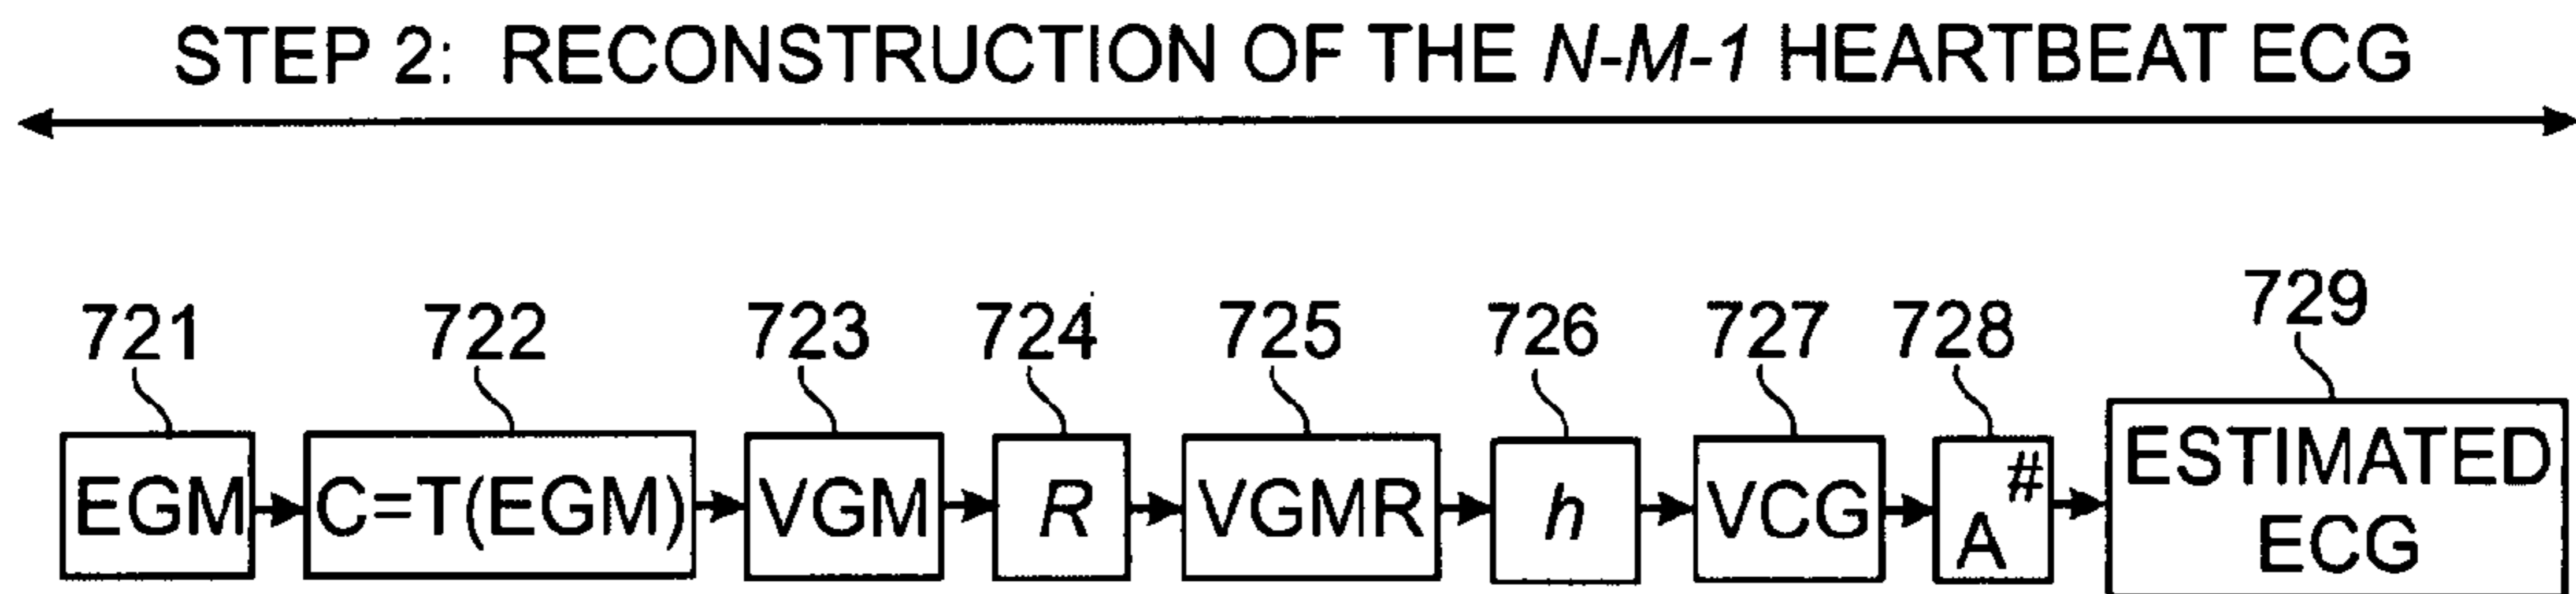 STEP 2: RECONSTRUCTION OF THE N-M-1 HEARTBEAT ECG
721 722 723 724 725 726 727 728 729
EGM C=T(EGM) VGM R VGMR h VCG A# ESTIMATED
ECG